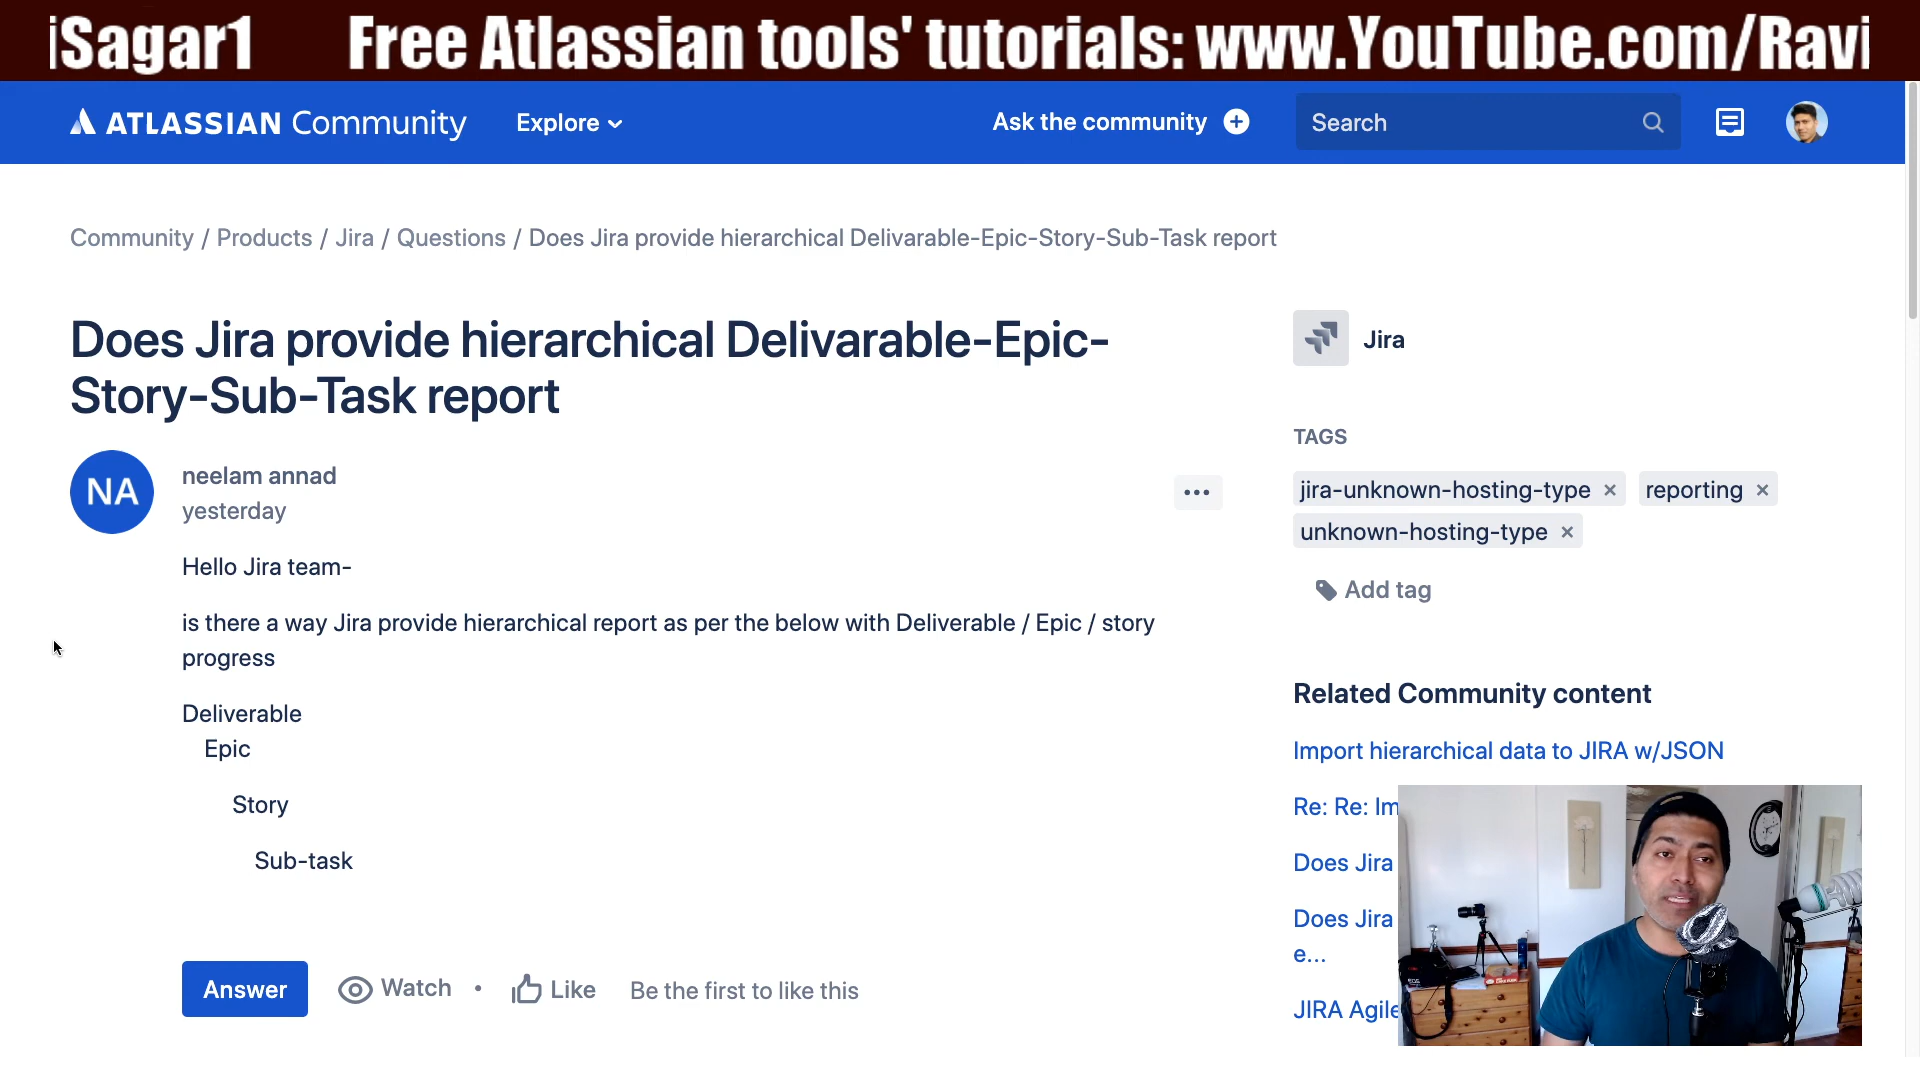 iSagar1 Free Atlassian tools' tutorials: www.YouTube.com/Ravi
ATLASSIAN Community Explore Ask the community Search
Community / Products / Jira / Questions / Does Jira provide hierarchical Delivarable-Epic-Story-Sub-Task report
Does Jira provide hierarchical Delivarable-Epic-
Story-Sub-Task report
NA
neelam annad
yesterday
Hello Jira team-
is there a way Jira provide hierarchical report as per the below with Deliverable / Epic / story
progress
Deliverable
Epic
Story
Sub-task
Answer Watch • Like Be the first to like this
Jira
TAGS
jira-unknown-hosting-type × reporting ×
unknown-hosting-type ×
Add tag
Related Community content
Import hierarchical data to JIRA w/JSON
Re: Re: Im
Does Jira
Does Jira
e...
JIRA Agile